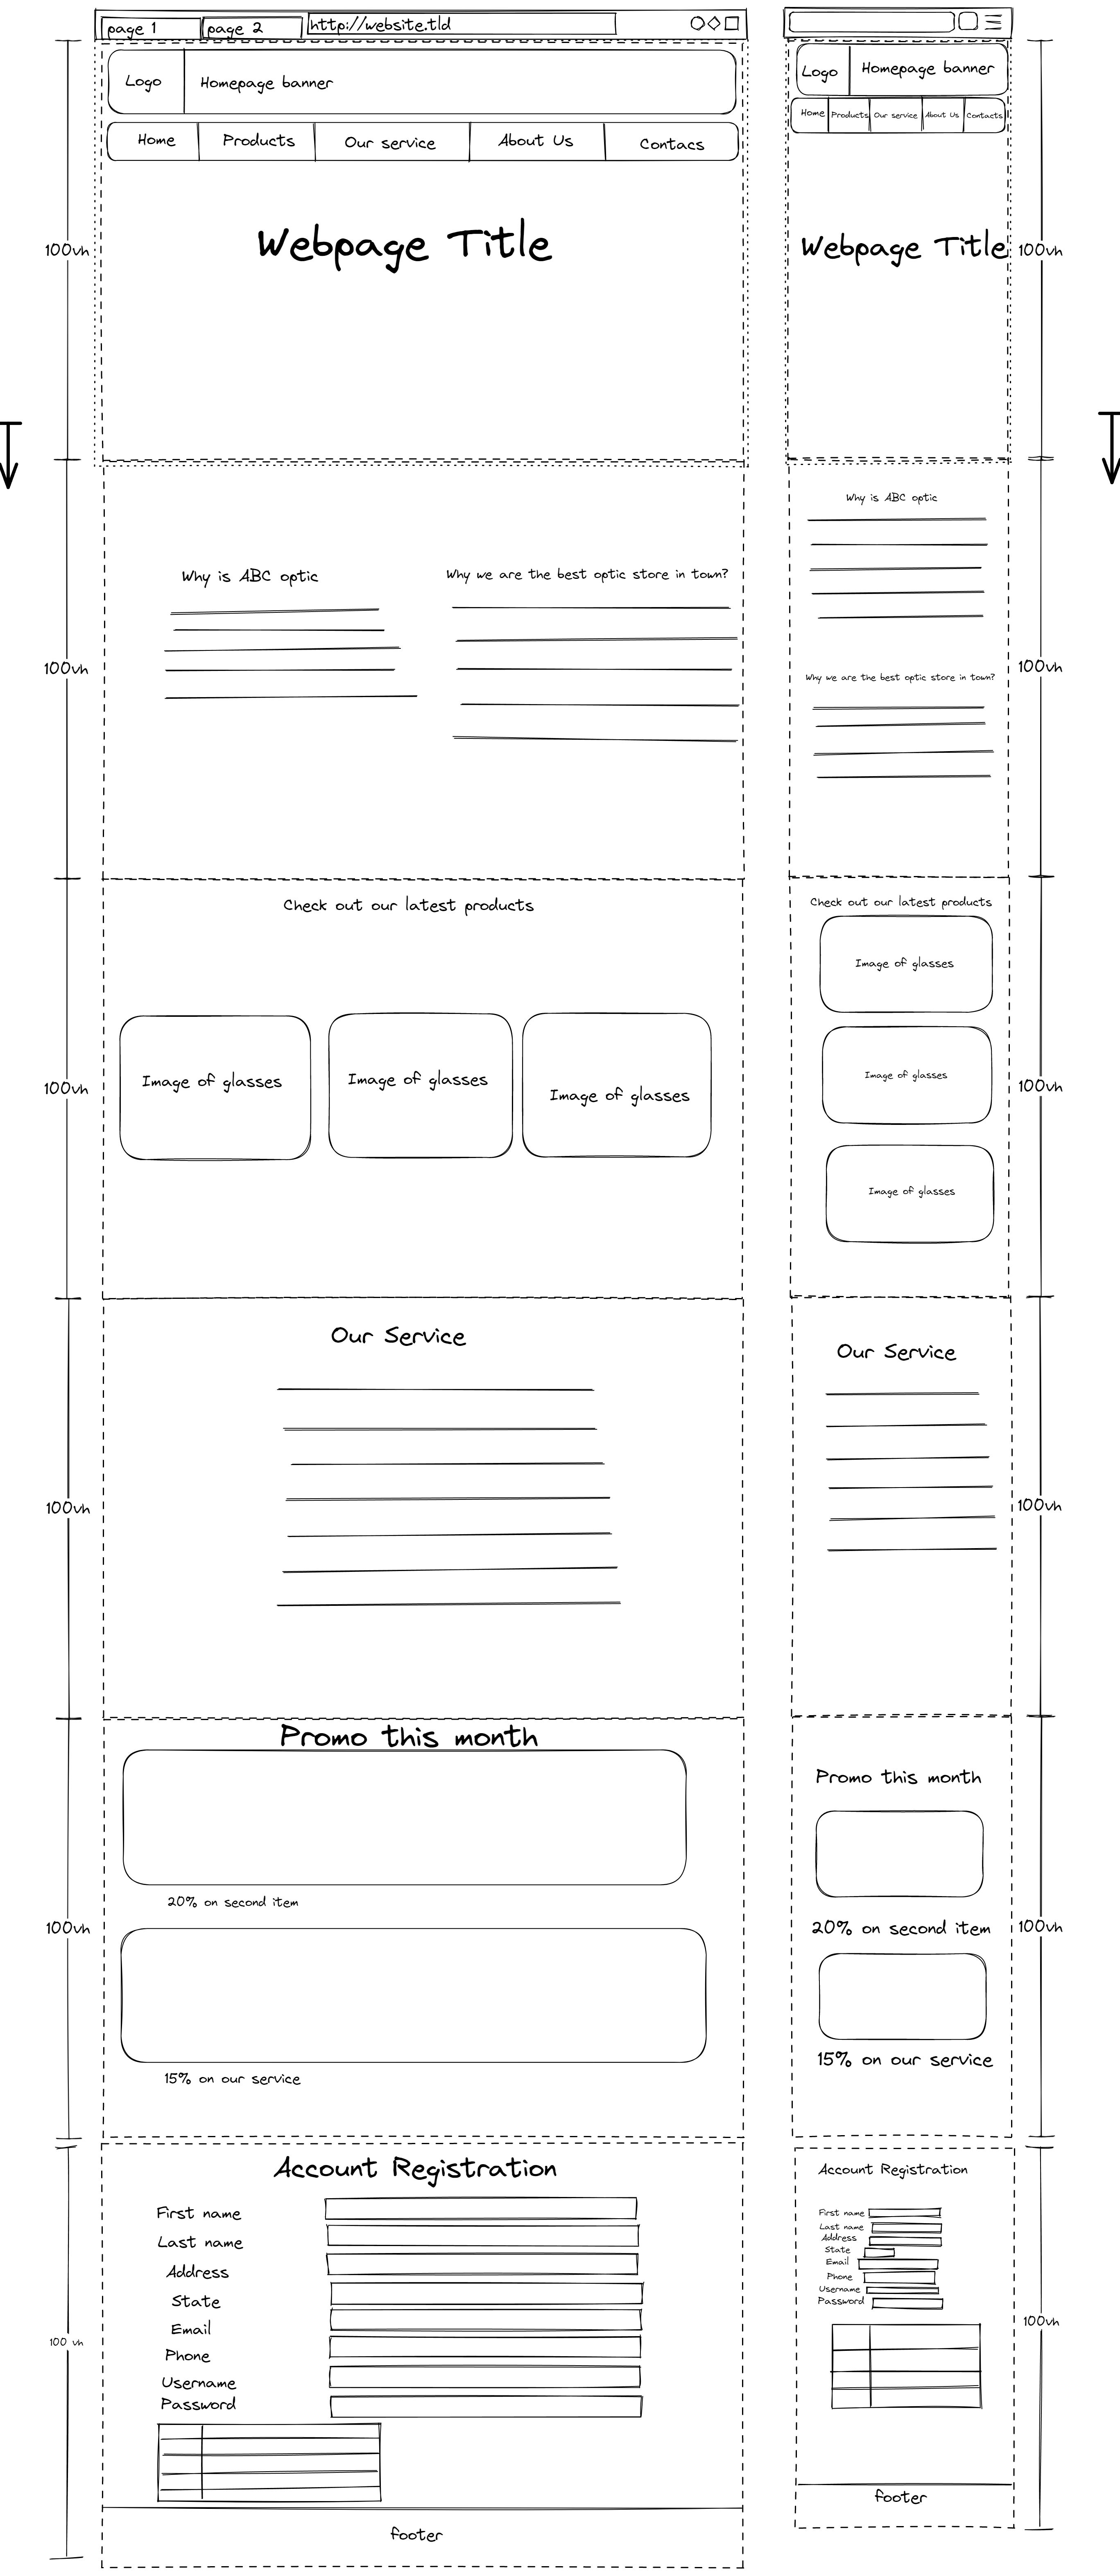 page 1
page 2
http://website.tld
Logo
Homepage banner
Home
Products
Our service
About Us
Contacs
Webpage Title
100vh
Why is ABC optic
Why we are the best optic store in town?
100vh
Check out our latest products
Image of glasses
Image of glasses
Image of glasses
100vh
Our Service
100vh
Promo this month
20% on second item
15% on our service
100vh
Account Registration
First name
Last name
Address
State
Email
Phone
Username
Password
100 vh
footer
Logo
Homepage banner
Home
Products
Our service
About Us
Contacts
Webpage Title
100vh
Why is ABC optic
Why we are the best optic store in town?
100vh
Check out our latest products
Image of glasses
Image of glasses
Image of glasses
100vh
Our Service
100vh
Promo this month
20% on second item
15% on our service
100vh
Account Registration
First name
Last name
Address
State
Email
Phone
Username
Password
100vh
footer